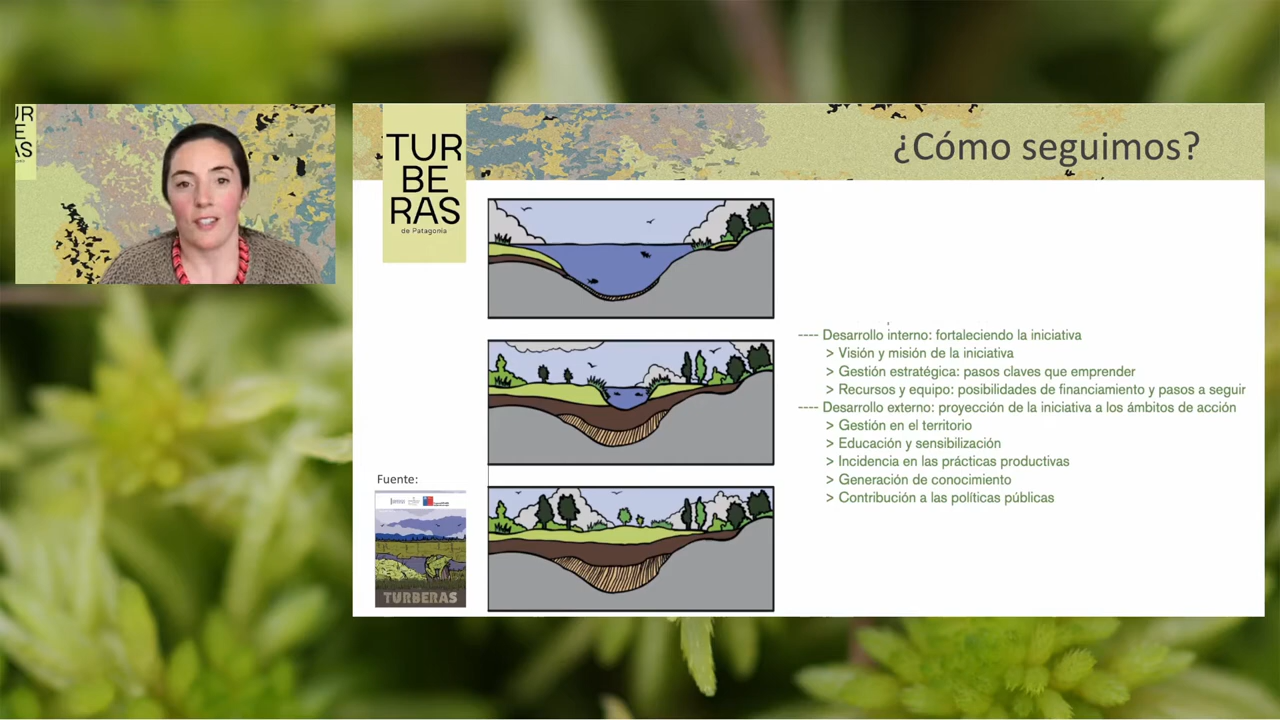 UR
E
AS
TUR
BE
RAS
de Patagonia
¿Cómo seguimos?
---- Desarrollo interno: fortaleciendo la iniciativa
> Visión y misión de la iniciativa
> Gestión estratégica: pasos claves que emprender
> Recursos y equipo: posibilidades de financiamiento y pasos a seguir
---- Desarrollo externo: proyección de la iniciativa a los ámbitos de acción
> Gestión en el territorio
> Educación y sensibilización
> Incidencia en las prácticas productivas
> Generación de conocimiento
> Contribución a las políticas públicas
Fuente:
TURBERAS